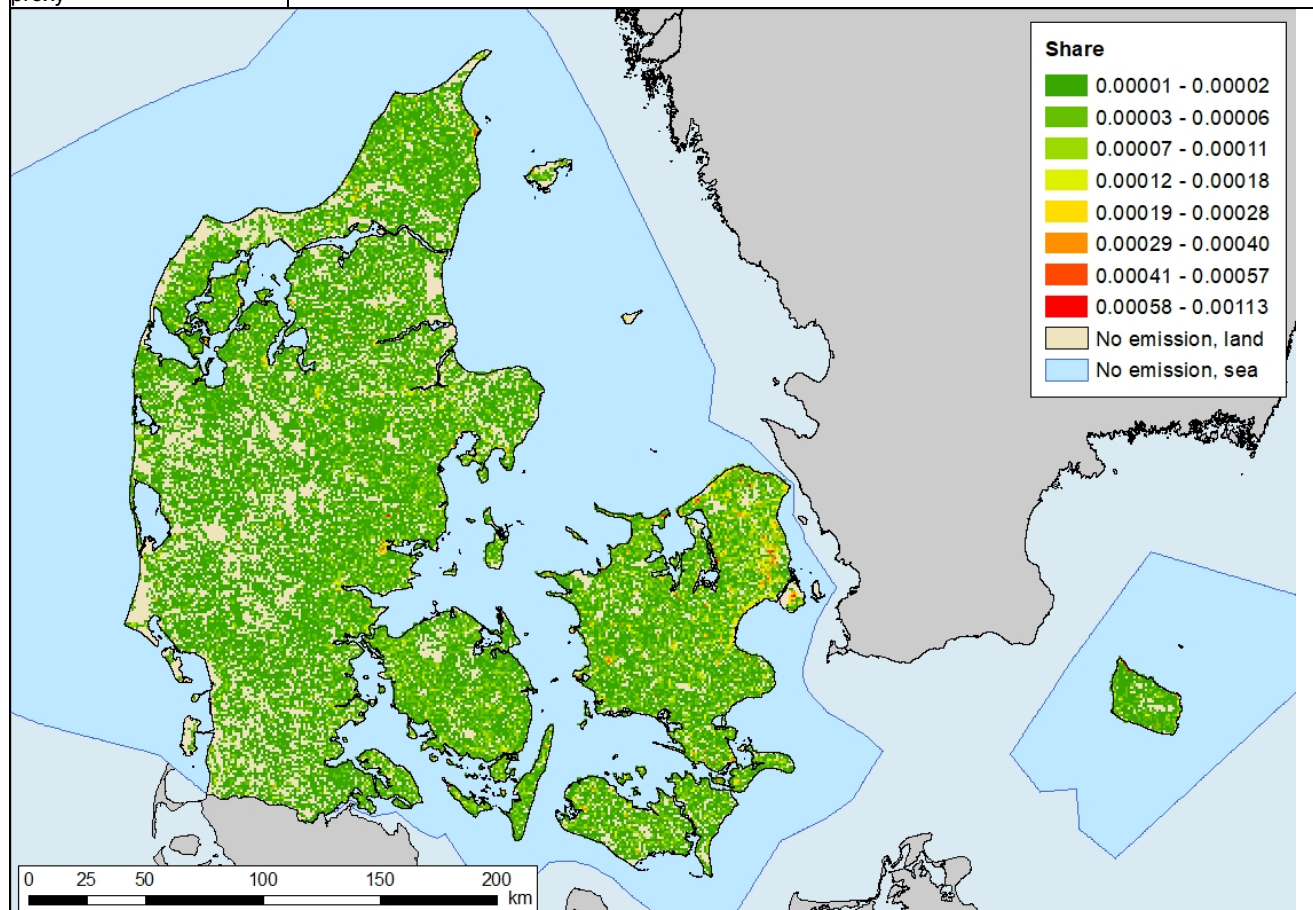 proxy
Share
0.00001 - 0.00002
0.00003 - 0.00006
0.00007 - 0.00011
0.00012 - 0.00018
0.00019 - 0.00028
0.00029 - 0.00040
0.00041 - 0.00057
0.00058 - 0.00113
No emission, land
No emission, sea
0 25 50 100 150 200
km